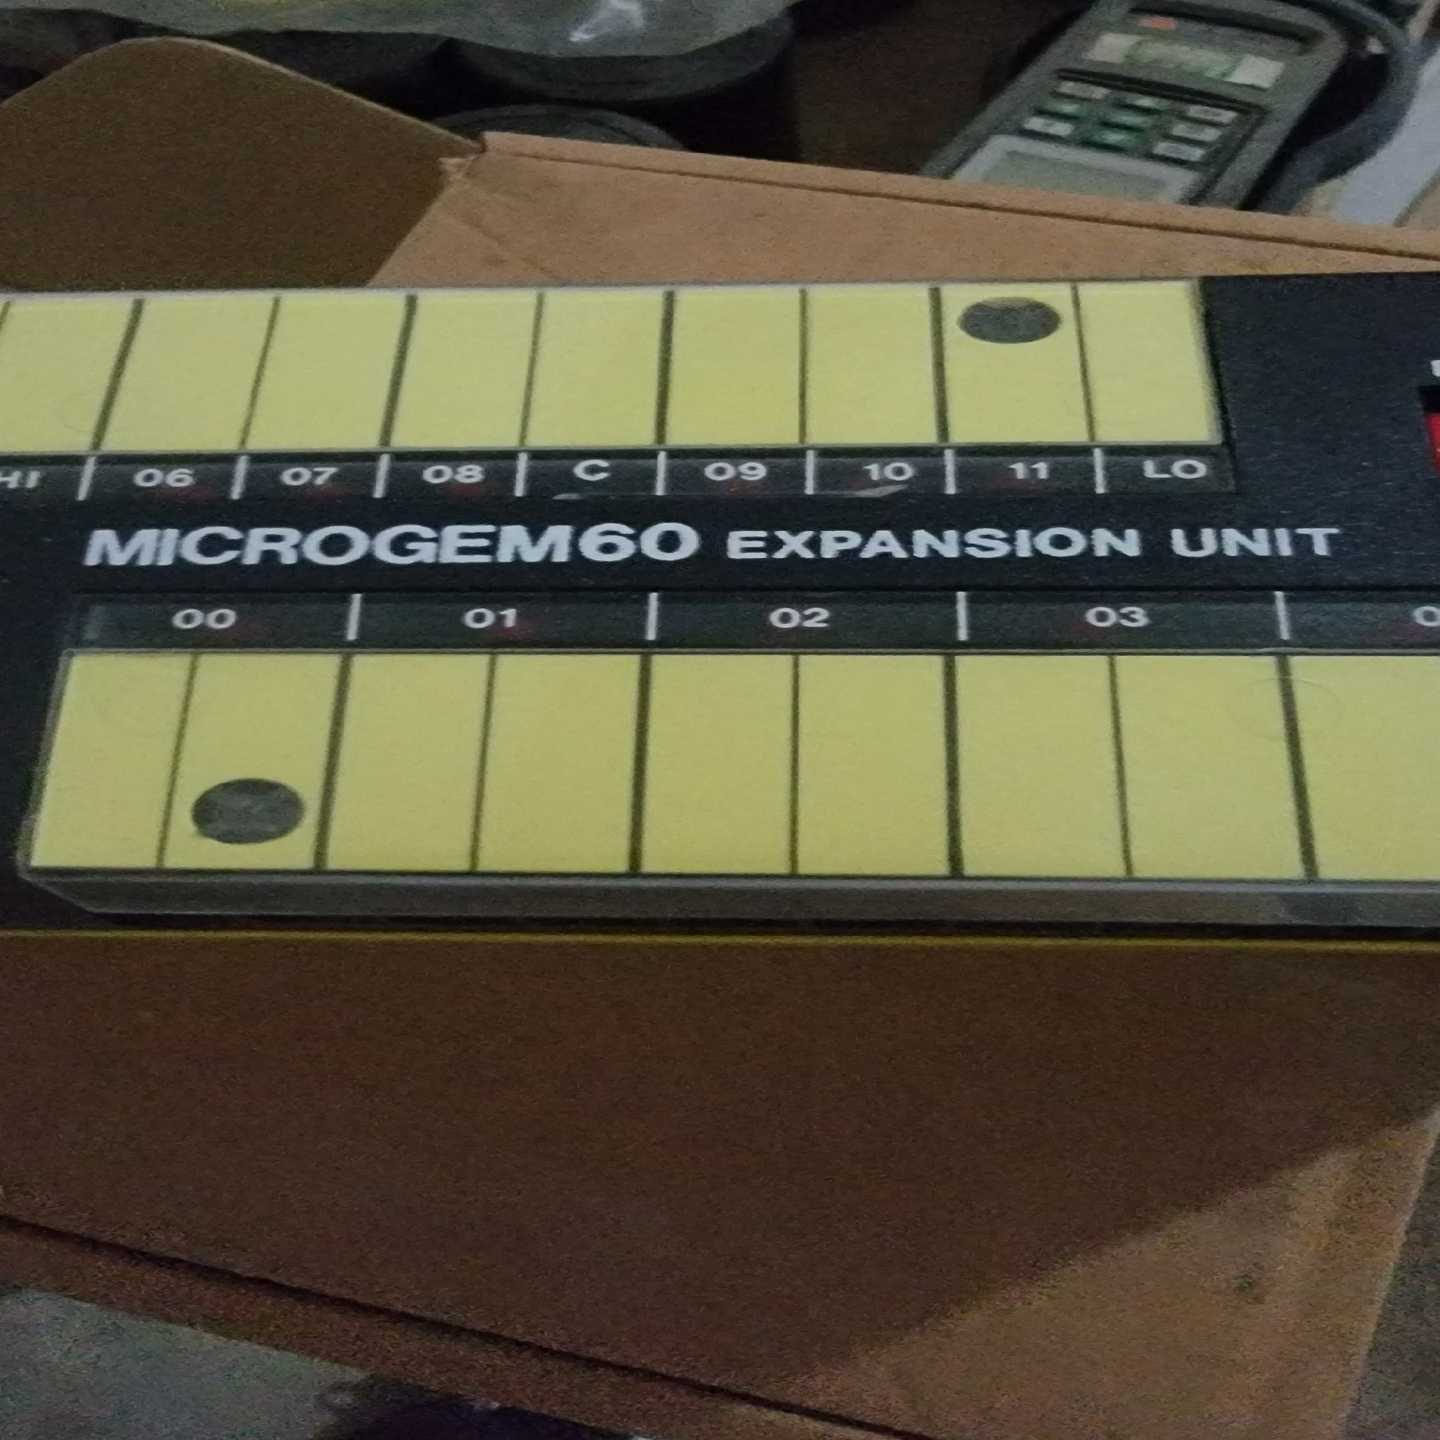 HI 06 07 08 C 09 10 11 LO
MICROGEM60 EXPANSION UNIT
00 01 02 03